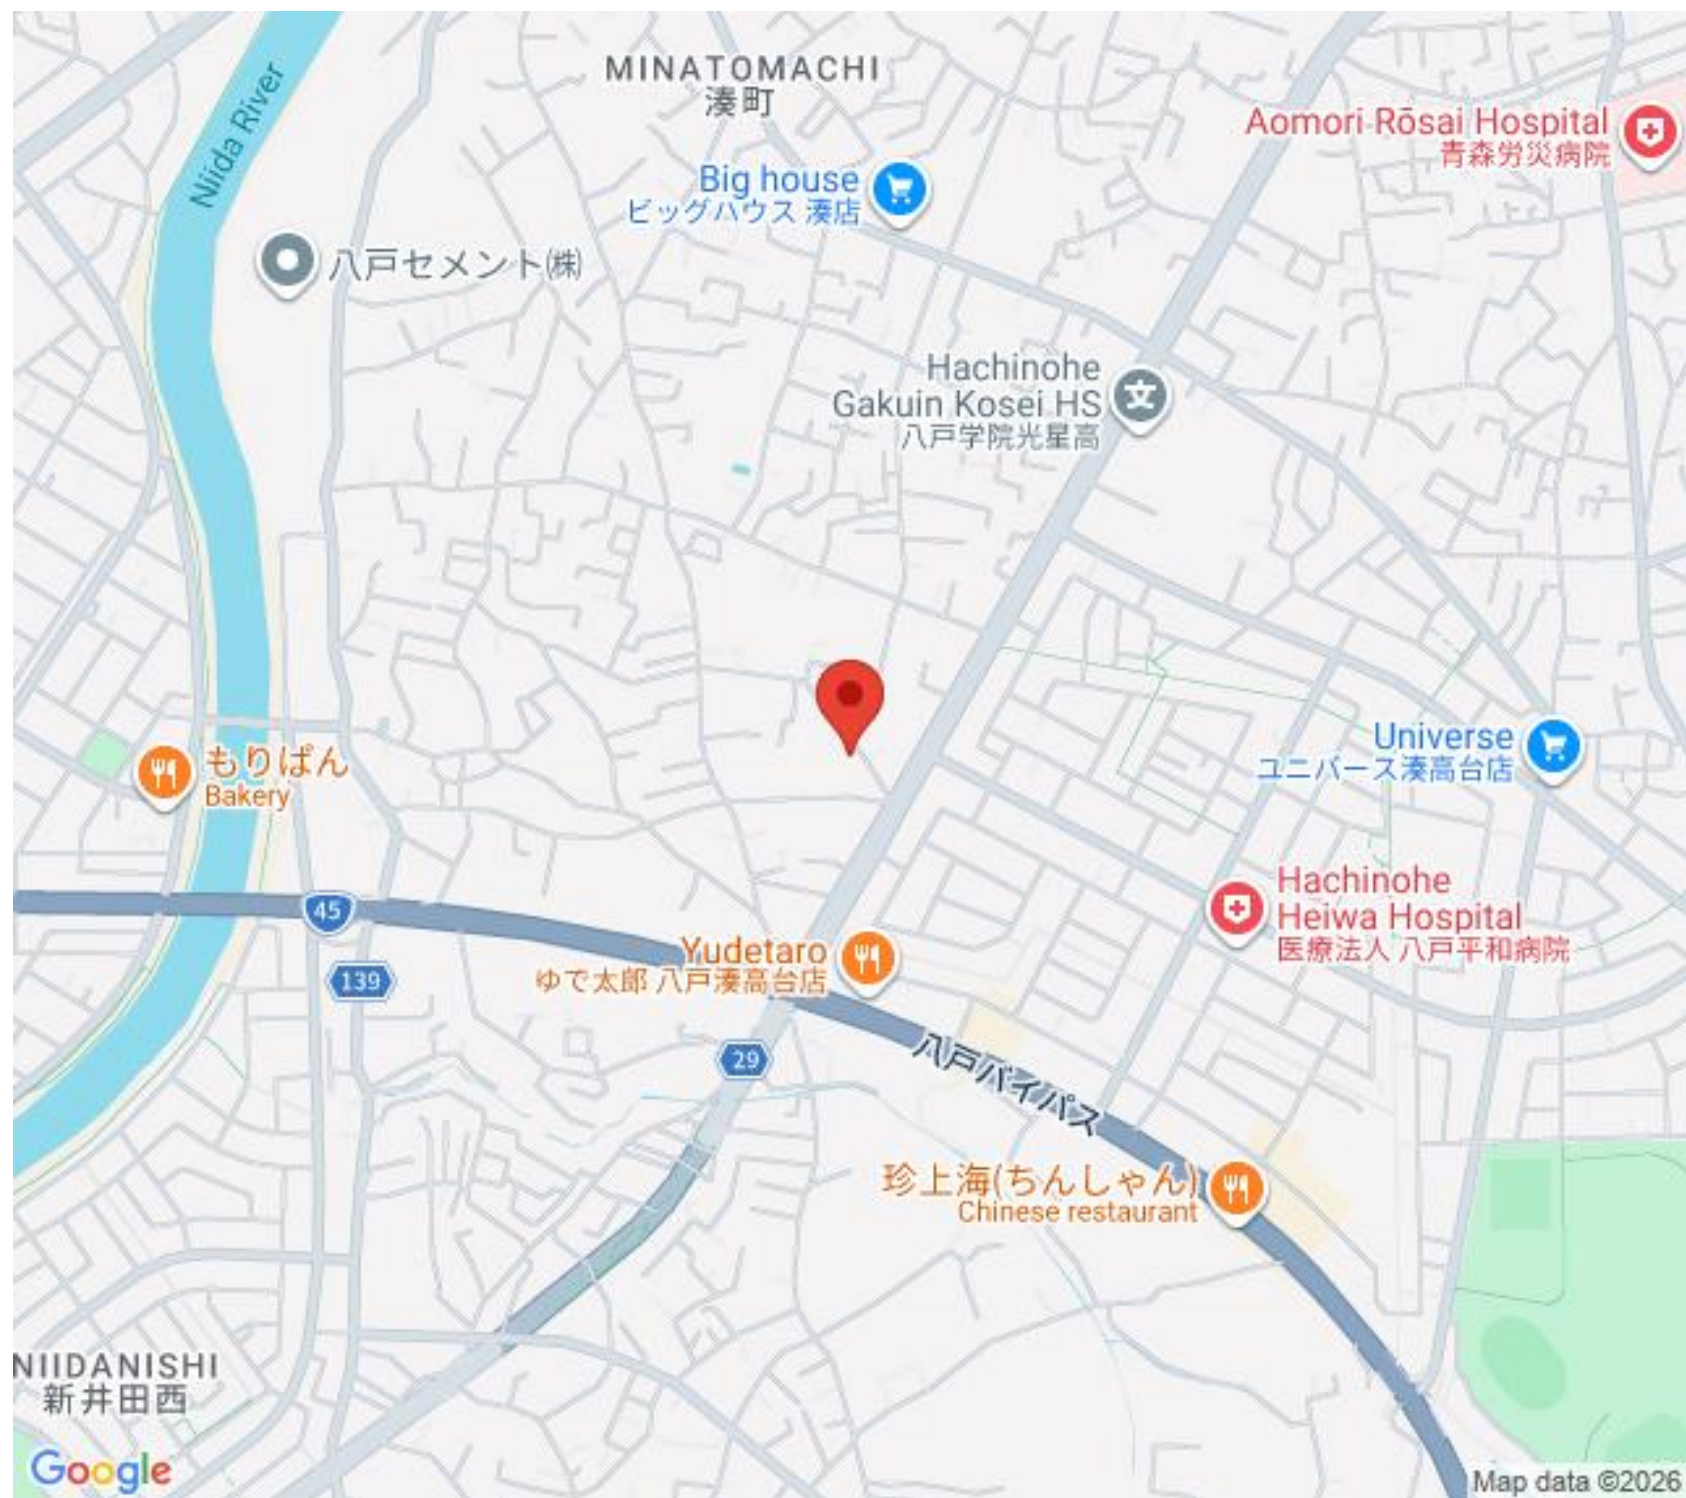 MINATOMACHI
湊町
Niida River
Aomori Rōsai Hospital
青森労災病院
Big house
ビッグハウス 湊店
八戸セメント㈱
Hachinohe
Gakuin Kosei HS
八戸学院光星高
Universe
ユニバース湊高台店
もりぱん
Bakery
Hachinohe
Heiwa Hospital
医療法人 八戸平和病院
45
Yudetaro
ゆで太郎 八戸湊高台店
139
29
八戸バイパス
珍上海(ちんしゃん)
Chinese restaurant
NIIDANISHI
新井田西
Google
Map data ©2026